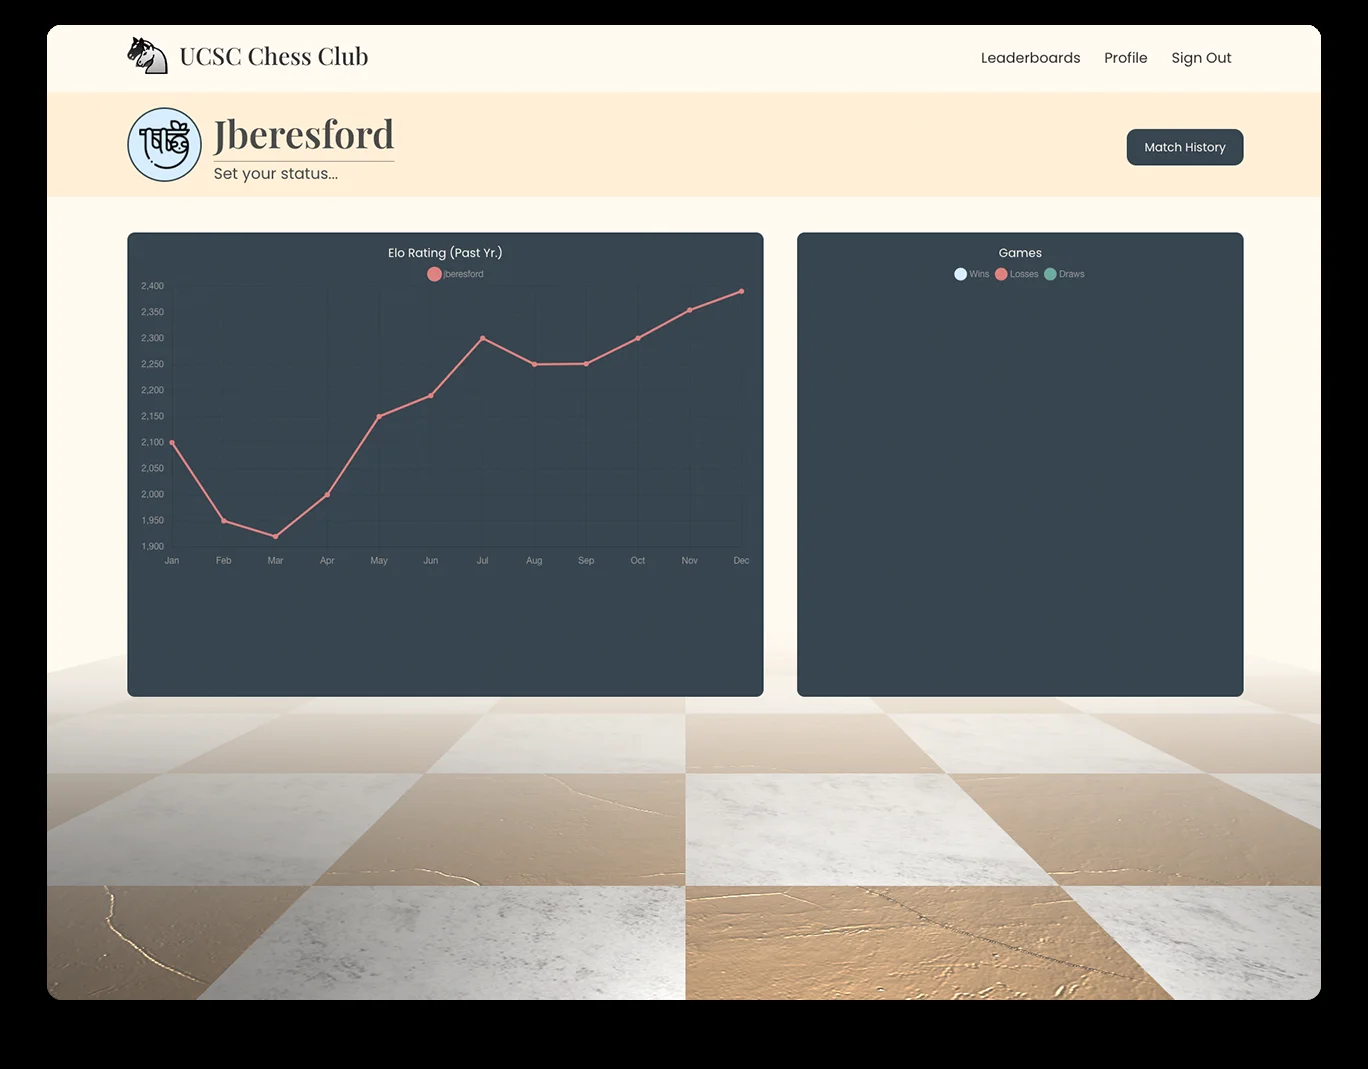 UCSC Chess Club
Leaderboards Profile Sign Out
Jberesford
Set your status...
Match History
Elo Rating (Past Yr.)
jberesford
2,400
2,350
2,300
2,250
2,200
2,150
2,100
2,050
2,000
1,950
1,900
Jan Feb Mar Apr May Jun Jul Aug Sep Oct Nov Dec
Games
Wins Losses Draws